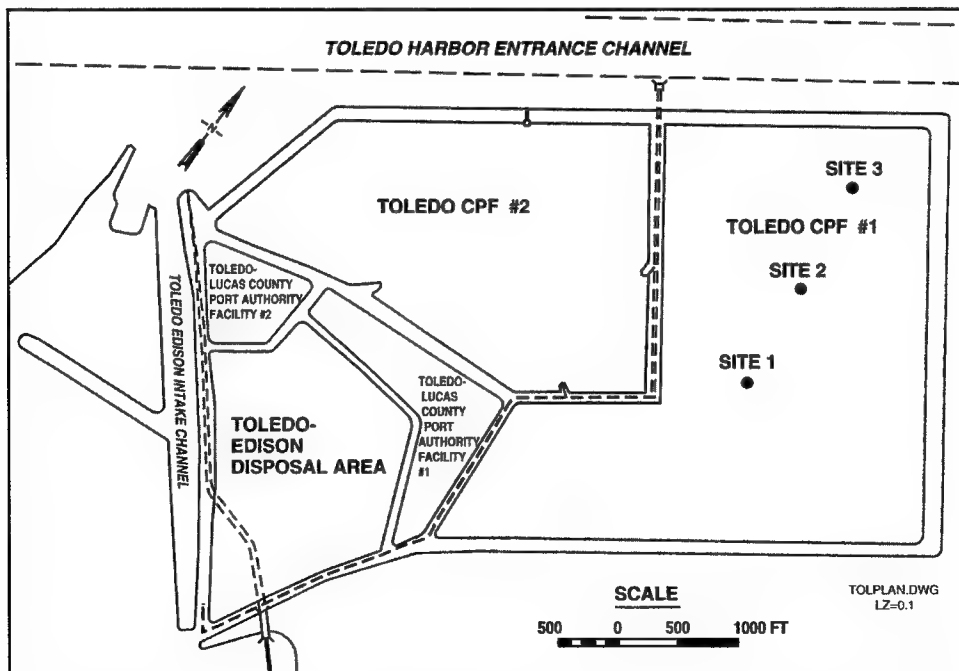 TOLEDO HARBOR ENTRANCE CHANNEL
N
SITE 3
TOLEDO CPF #2
TOLEDO CPF #1
SITE 2
TOLEDO-
LUCAS COUNTY
PORT AUTHORITY
FACILITY #2
TOLEDO EDISON INTAKE CHANNEL
SITE 1
TOLEDO-
LUCAS
COUNTY
PORT
AUTHORITY
FACILITY
#1
TOLEDO-
EDISON
DISPOSAL AREA
SCALE
500 0 500 1000 FT
TOLPLAN.DWG
LZ=0.1